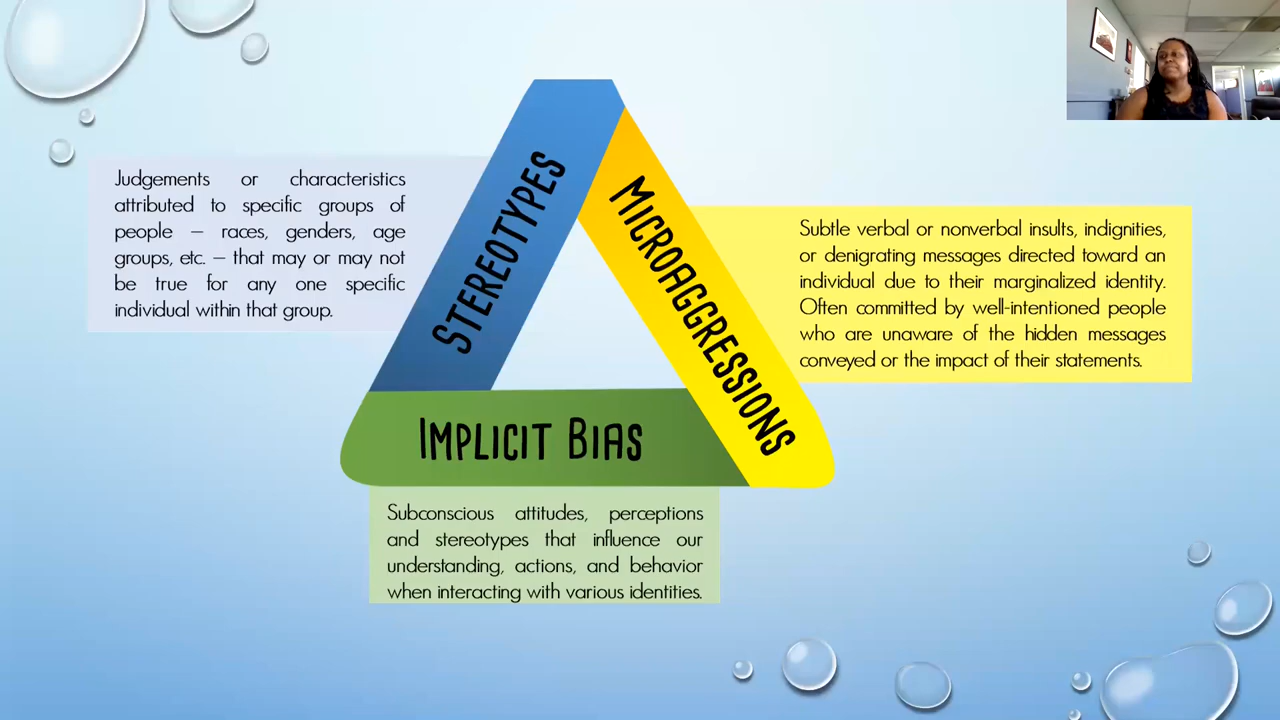 STEREOTYPES
Judgements or characteristics
attributed to specific groups of
people – races, genders, age
groups, etc. – that may or may not
be true for any one specific
individual within that group.
MICROAGGRESSIONS
Subtle verbal or nonverbal insults, indignities,
or denigrating messages directed toward an
individual due to their marginalized identity.
Often committed by well-intentioned people
who are unaware of the hidden messages
conveyed or the impact of their statements.
IMPLICIT BIAS
Subconscious attitudes, perceptions
and stereotypes that influence our
understanding, actions, and behavior
when interacting with various identities.